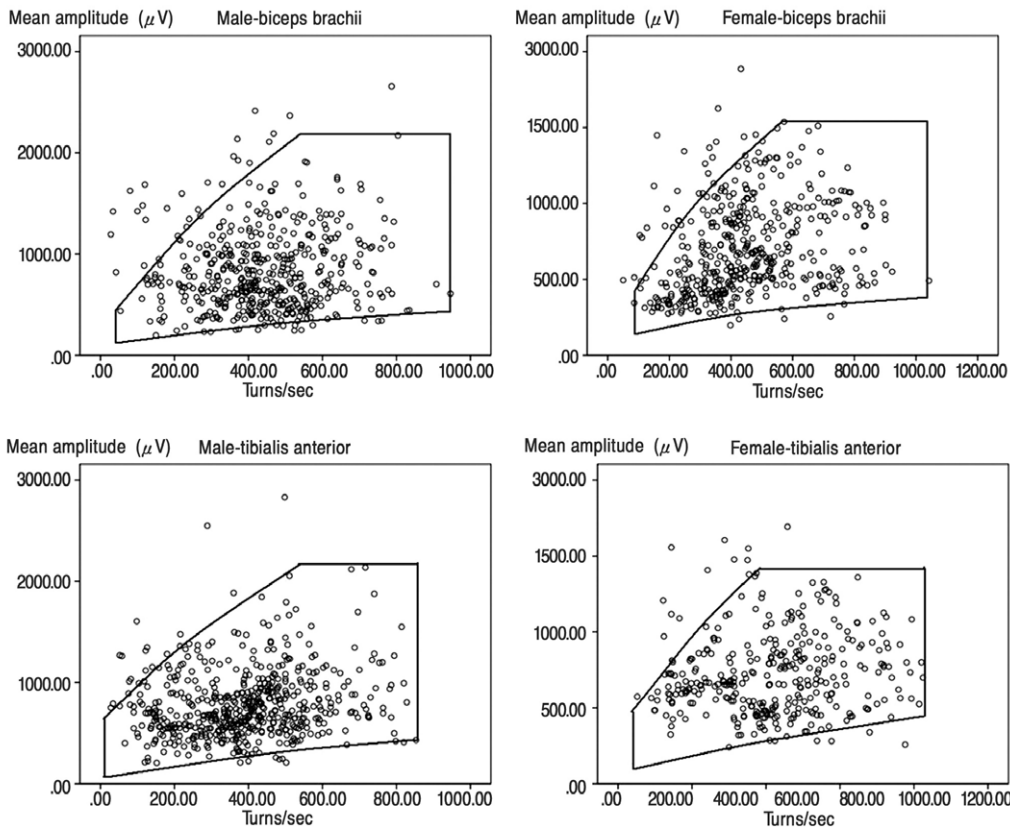 Mean amplitude (μV) Male-biceps brachii
3000.00
2000.00
1000.00
.00
.00 200.00 400.00 600.00 800.00 1000.00
Turns/sec
Mean amplitude (μV) Female-biceps brachii
3000.00
1500.00
1000.00
500.00
.00
.00 200.00 400.00 600.00 800.00 1000.00 1200.00
Turns/sec
Mean amplitude (μV) Male-tibialis anterior
3000.00
2000.00
1000.00
.00
.00 200.00 400.00 600.00 800.00 1000.00
Turns/sec
Mean amplitude (μV) Female-tibialis anterior
3000.00
1500.00
1000.00
500.00
.00
.00 200.00 400.00 600.00 800.00 1000.00 1200.00
Turns/sec